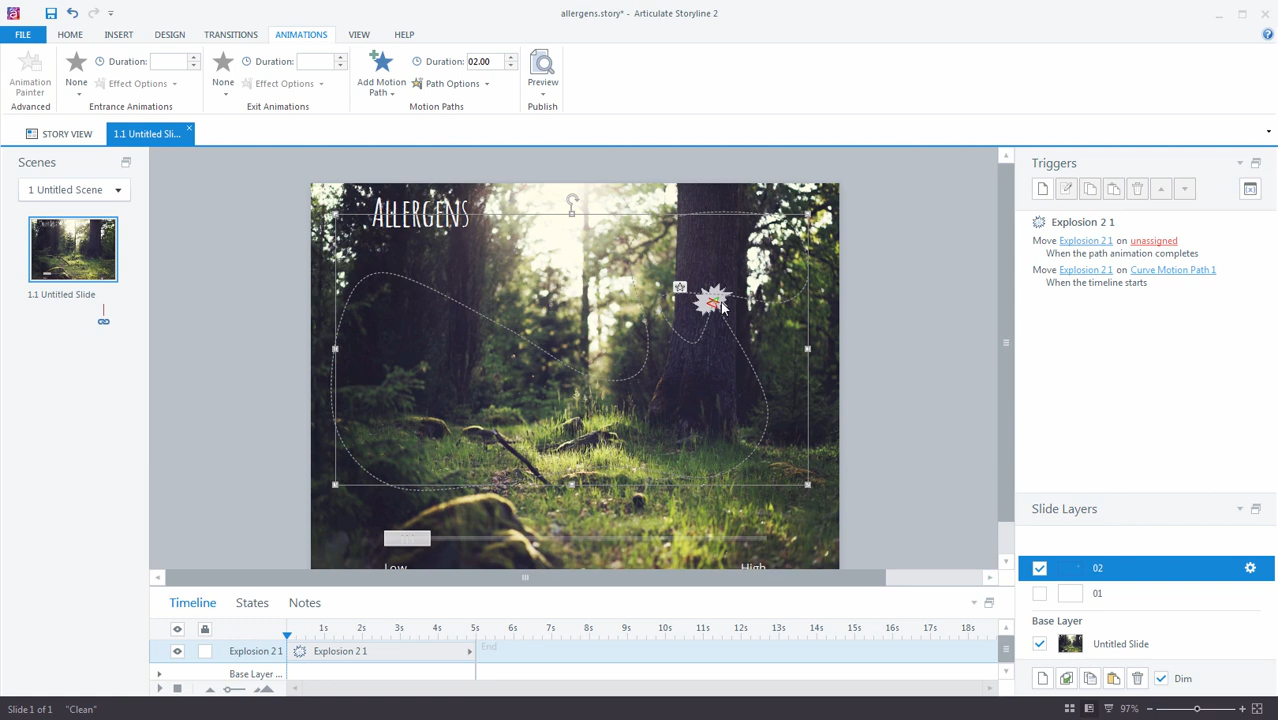 allergens.story* - Articulate Storyline 2
FILE HOME INSERT DESIGN TRANSITIONS ANIMATIONS VIEW HELP
Animation Painter
Advanced
None
Duration:
Effect Options
Entrance Animations
None
Duration:
Effect Options
Exit Animations
Add Motion Path
Duration: 02.00
Path Options
Motion Paths
Preview
Publish
STORY VIEW
1.1 Untitled Sli...
Scenes
1 Untitled Scene
1.1 Untitled Slide
ALLERGENS
Low
High
Triggers
Explosion 2 1
Move Explosion 2 1 on unassigned
When the path animation completes
Move Explosion 2 1 on Curve Motion Path 1
When the timeline starts
Slide Layers
02
01
Base Layer
Untitled Slide
Dim
Timeline States Notes
1s 2s 3s 4s 5s 6s 7s 8s 9s 10s 11s 12s 13s 14s 15s 16s 17s 18s
Explosion 2 1
Explosion 2 1
End
Base Layer ...
Slide 1 of 1 "Clean"
97%